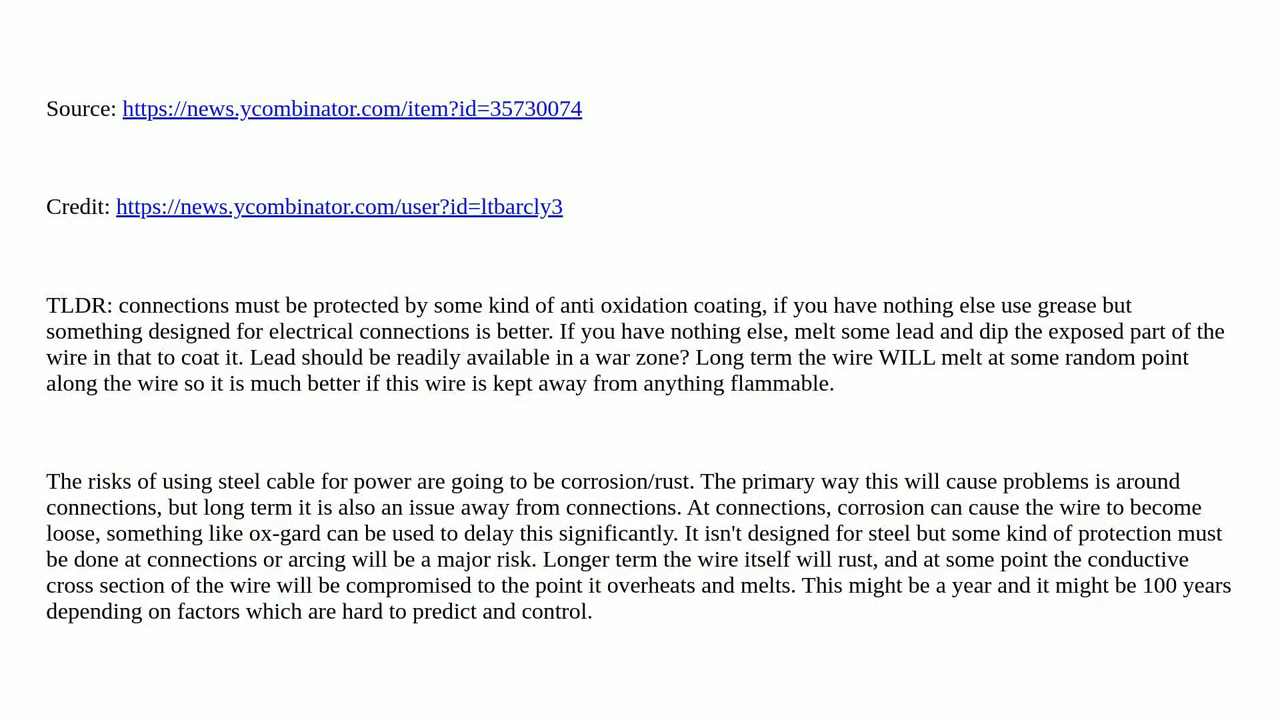 Source: https://news.ycombinator.com/item?id=35730074
Credit: https://news.ycombinator.com/user?id=ltbarcly3
TLDR: connections must be protected by some kind of anti oxidation coating, if you have nothing else use grease but
something designed for electrical connections is better. If you have nothing else, melt some lead and dip the exposed part of the
wire in that to coat it. Lead should be readily available in a war zone? Long term the wire WILL melt at some random point
along the wire so it is much better if this wire is kept away from anything flammable.
The risks of using steel cable for power are going to be corrosion/rust. The primary way this will cause problems is around
connections, but long term it is also an issue away from connections. At connections, corrosion can cause the wire to become
loose, something like ox-gard can be used to delay this significantly. It isn't designed for steel but some kind of protection must
be done at connections or arcing will be a major risk. Longer term the wire itself will rust, and at some point the conductive
cross section of the wire will be compromised to the point it overheats and melts. This might be a year and it might be 100 years
depending on factors which are hard to predict and control.